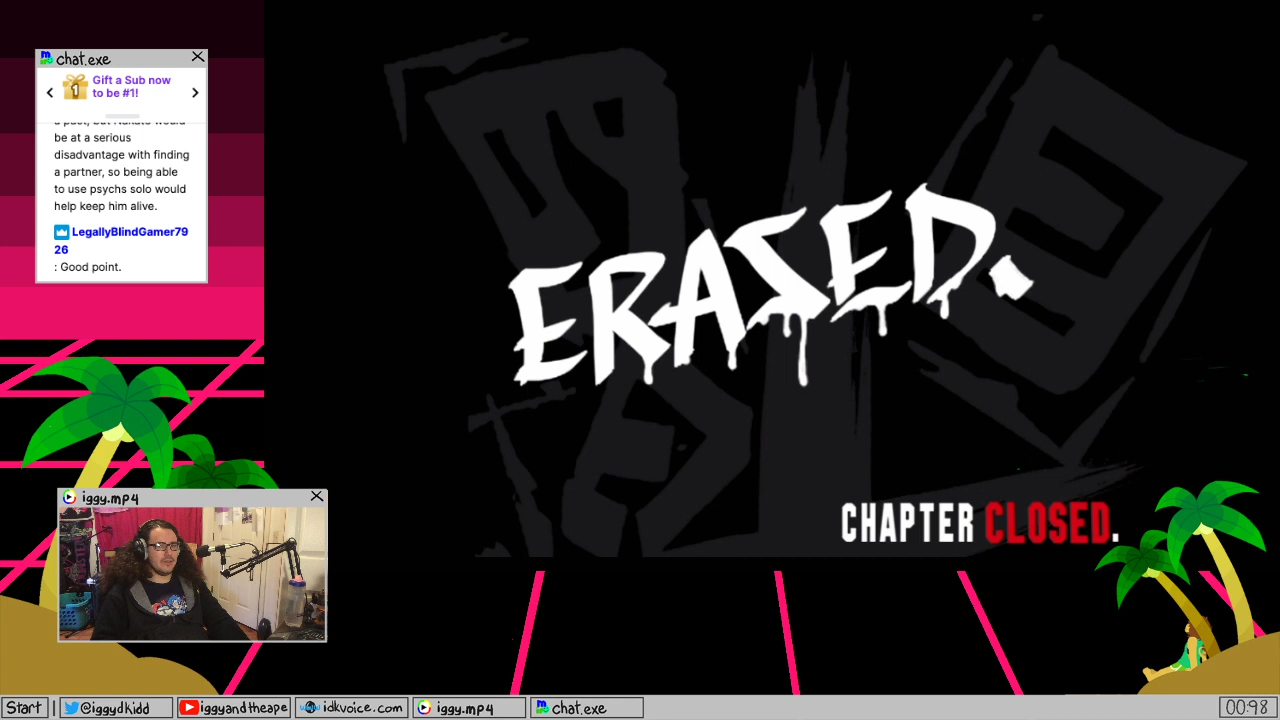 chat.exe
Gift a Sub now
to be #1!
1
be at a serious
disadvantage with finding
a partner, so being able
to use psychs solo would
help keep him alive.
LegallyBlindGamer79
26
: Good point.
ERASED.
CHAPTER CLOSED.
iggy.mp4
Start | @iggydkidd iggyandtheape www idkvoice.com iggy.mp4 chat.exe 00:98